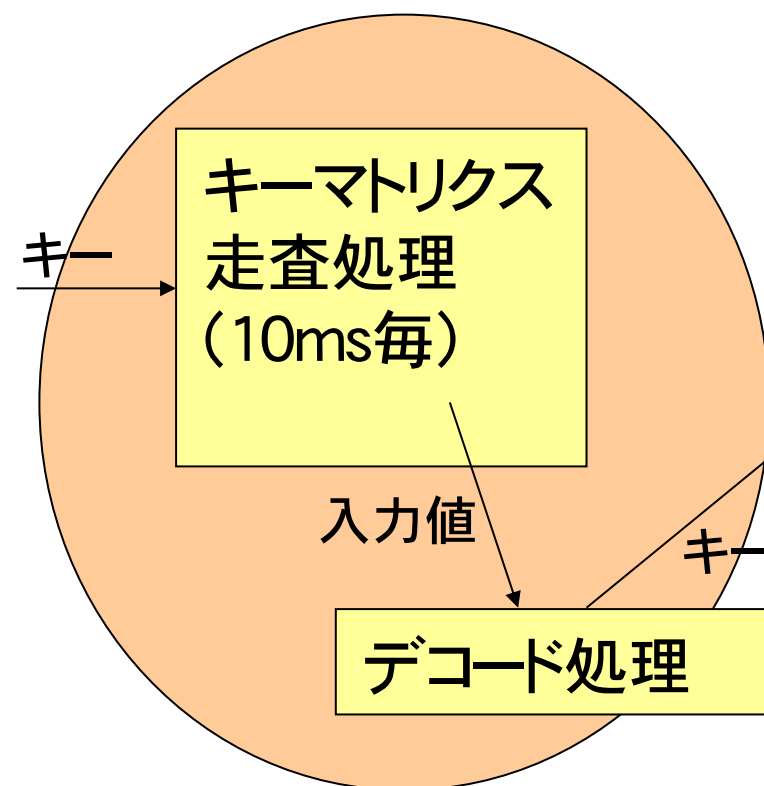 キーマトリクス
走査処理
（10ms毎）
キー
入力値
キー
デコード処理